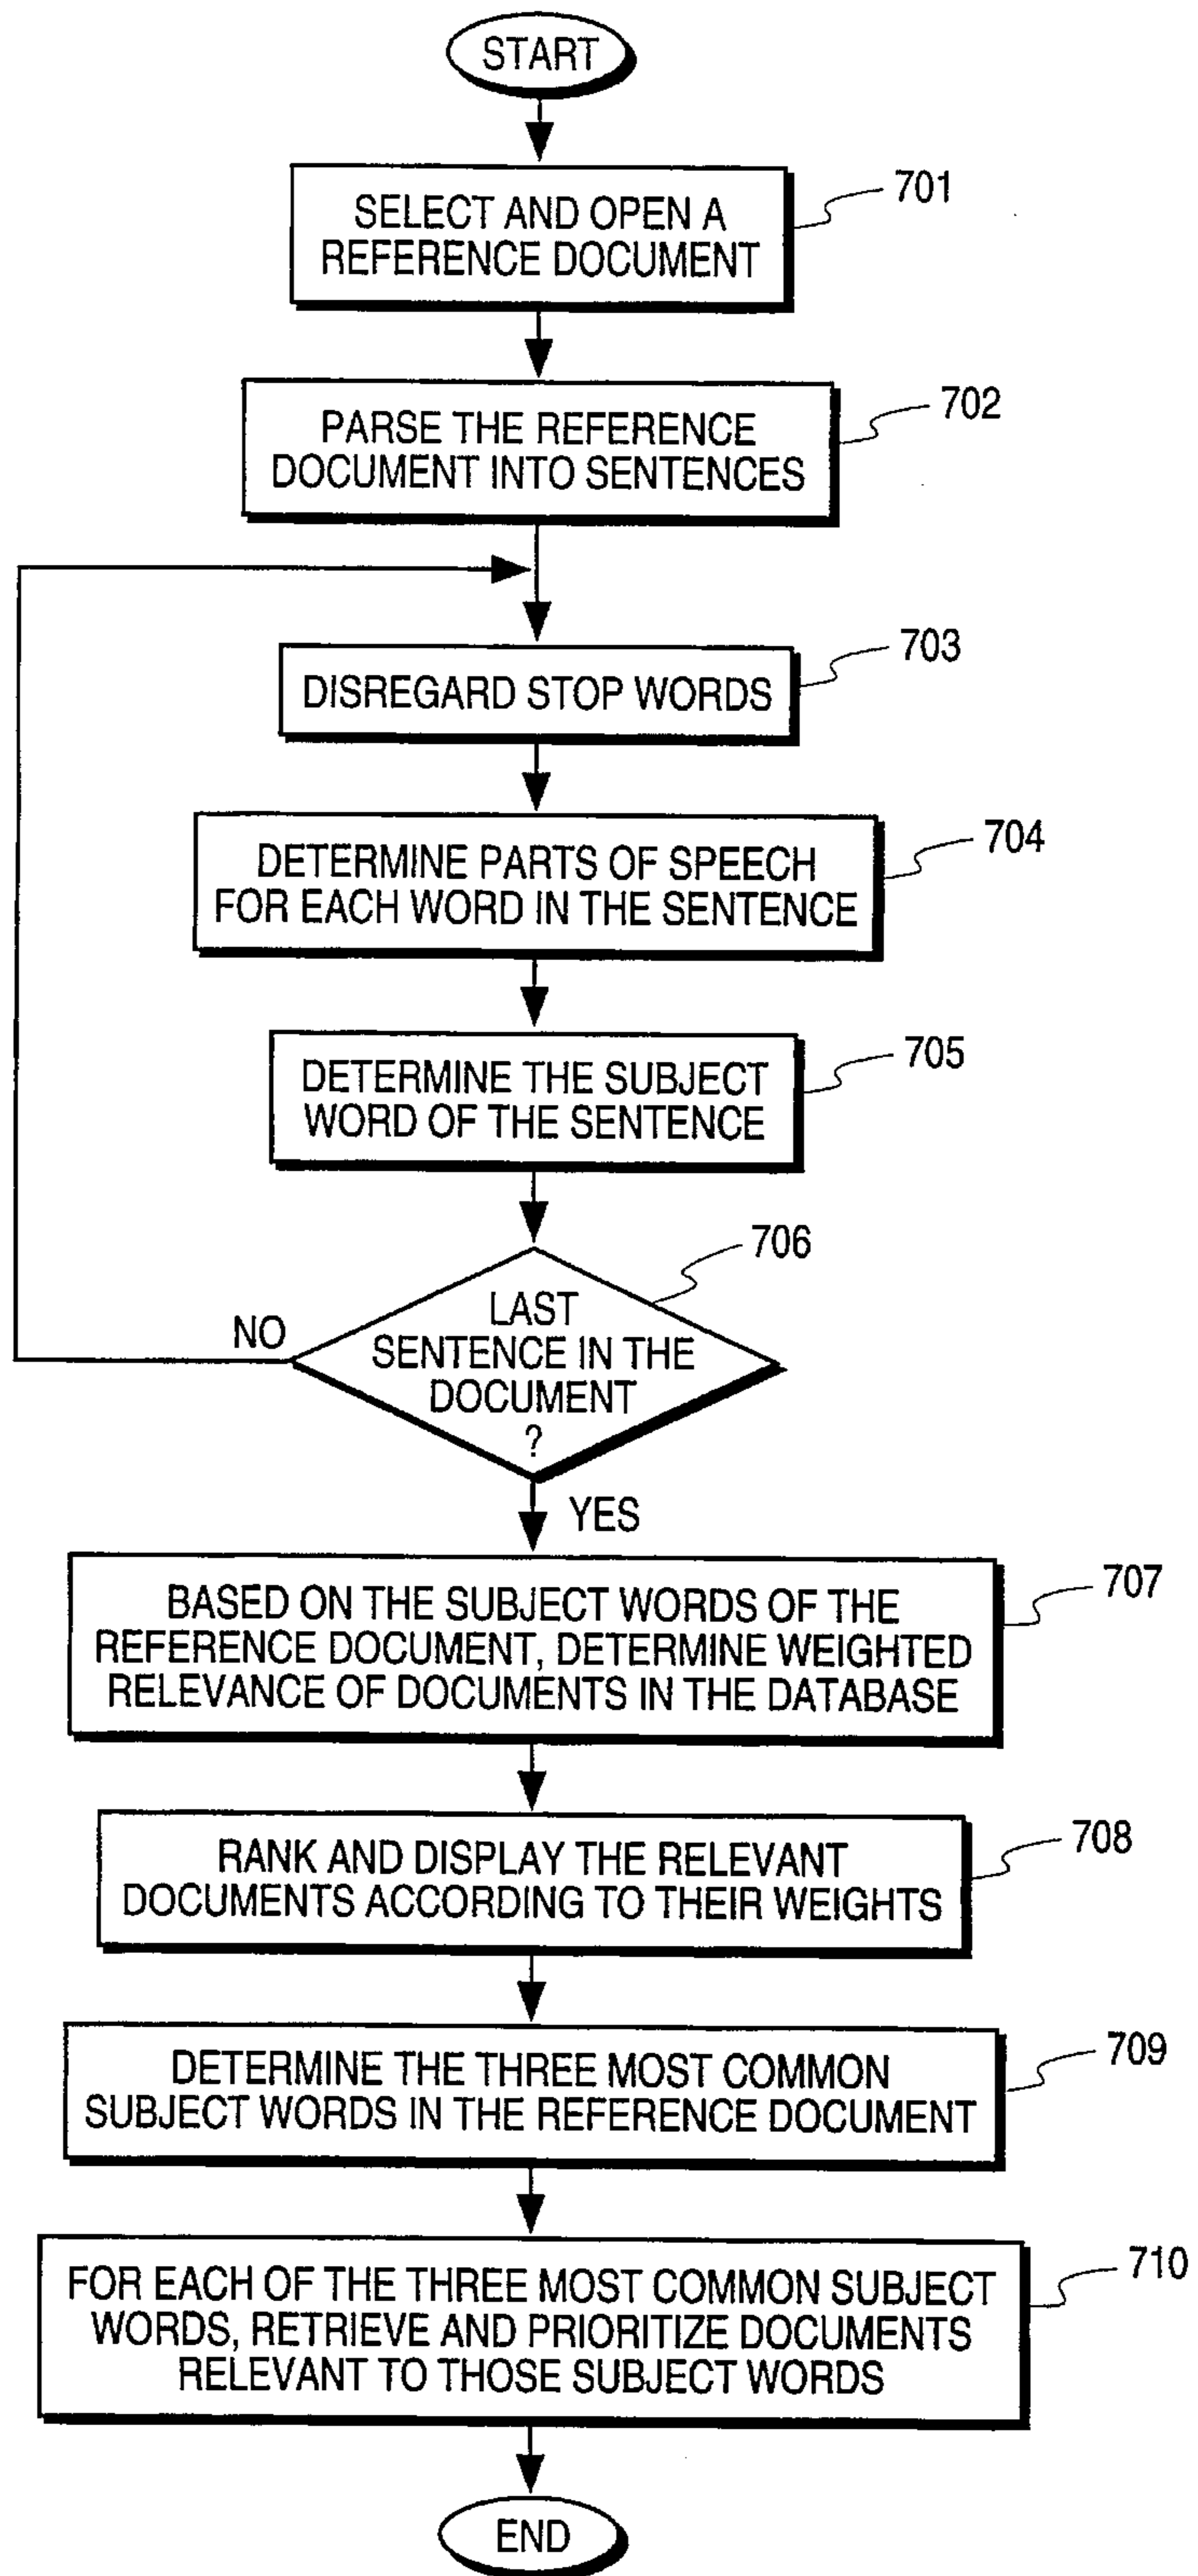 START
SELECT AND OPEN A
REFERENCE DOCUMENT
701
PARSE THE REFERENCE
DOCUMENT INTO SENTENCES
702
DISREGARD STOP WORDS
703
DETERMINE PARTS OF SPEECH
FOR EACH WORD IN THE SENTENCE
704
DETERMINE THE SUBJECT
WORD OF THE SENTENCE
705
LAST
SENTENCE IN THE
DOCUMENT
?
706
NO
YES
BASED ON THE SUBJECT WORDS OF THE
REFERENCE DOCUMENT, DETERMINE WEIGHTED
RELEVANCE OF DOCUMENTS IN THE DATABASE
707
RANK AND DISPLAY THE RELEVANT
DOCUMENTS ACCORDING TO THEIR WEIGHTS
708
DETERMINE THE THREE MOST COMMON
SUBJECT WORDS IN THE REFERENCE DOCUMENT
709
FOR EACH OF THE THREE MOST COMMON SUBJECT
WORDS, RETRIEVE AND PRIORITIZE DOCUMENTS
RELEVANT TO THOSE SUBJECT WORDS
710
END